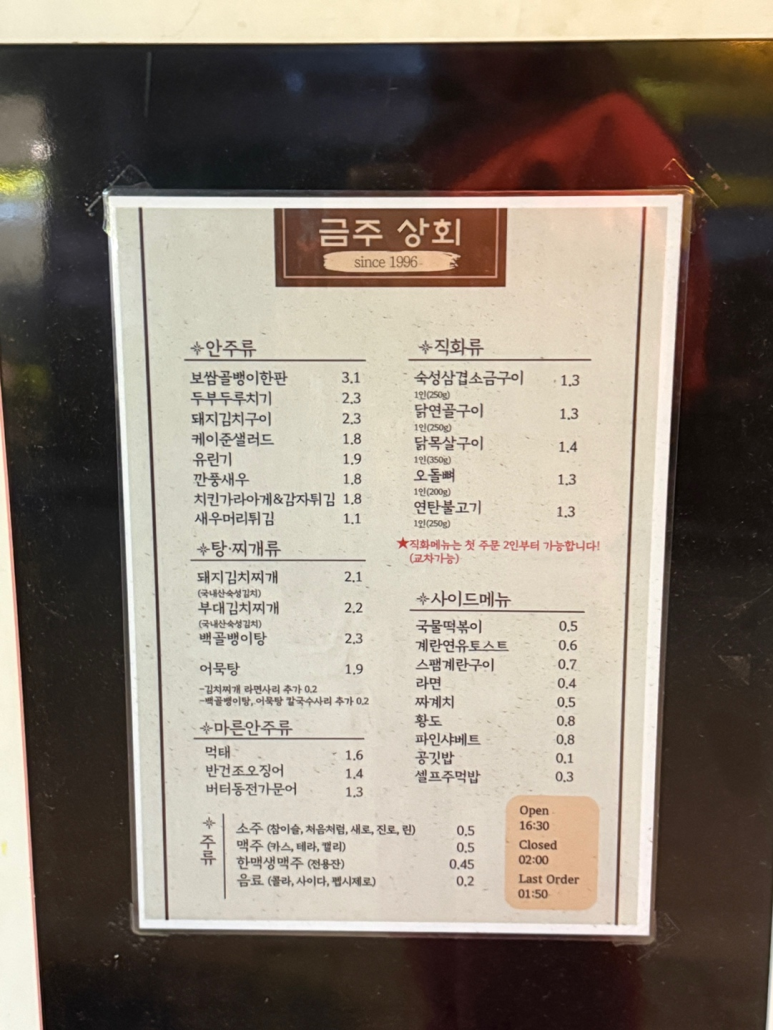 금주 상회
since 1996
안주류
보쌈골뱅이한판 3.1
두부두루치기 2.3
돼지김치구이 2.3
케이준샐러드 1.8
유린기 1.9
깐풍새우 1.8
치킨가라아게&감자튀김 1.8
새우머리튀김 1.1
탕·찌개류
돼지김치찌개 2.1
(국내산숙성김치)
부대김치찌개 2.2
(국내산숙성김치)
백골뱅이탕 2.3
어묵탕 1.9
-김치찌개 라면사리 추가 0.2
-백골뱅이탕, 어묵탕 칼국수사리 추가 0.2
마른안주류
먹태 1.6
반건조오징어 1.4
버터동전가문어 1.3
직화류
숙성삼겹소금구이 1.3
1인(250g)
닭연골구이 1.3
1인(250g)
닭목살구이 1.4
1인(350g)
오돌뼈 1.3
1인(200g)
연탄불고기 1.3
1인(250g)
★직화메뉴는 첫 주문 2인부터 가능합니다!
(교차가능)
사이드메뉴
국물떡볶이 0.5
계란연유토스트 0.6
스팸계란구이 0.7
라면 0.4
짜계치 0.5
황도 0.8
파인샤베트 0.8
공깃밥 0.1
셀프주먹밥 0.3
주류
소주 (참이슬, 처음처럼, 새로, 진로, 린) 0.5
맥주 (카스, 테라, 켈리) 0.5
한맥생맥주 (전용잔) 0.45
음료 (콜라, 사이다, 펩시제로) 0.2
Open
16:30
Closed
02:00
Last Order
01:50